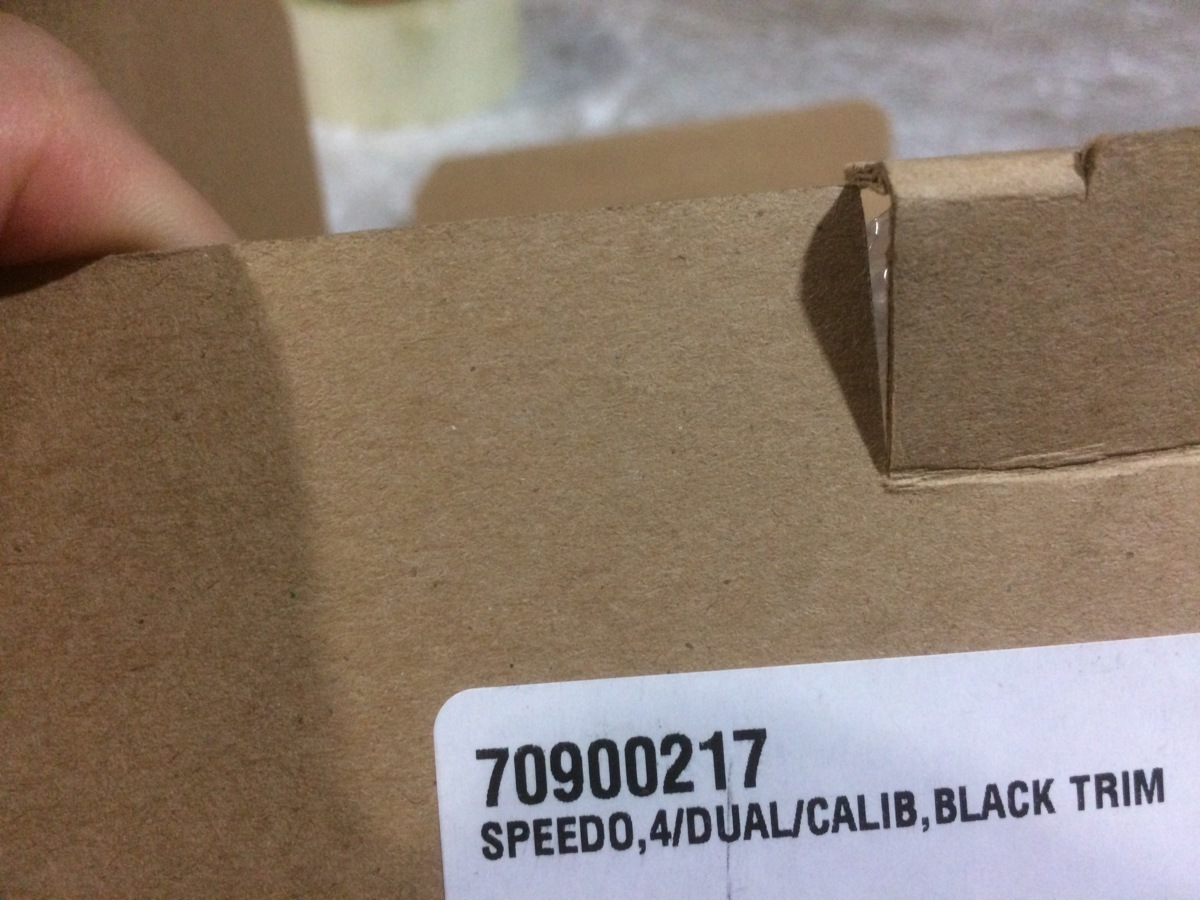 70900217
SPEEDO,4/DUAL/CALIB,BLACK TRIM